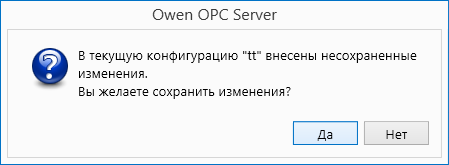 Owen OPC Server
В текущую конфигурацию "tt" внесены несохраненные
изменения.
Вы желаете сохранить изменения?
Да
Нет